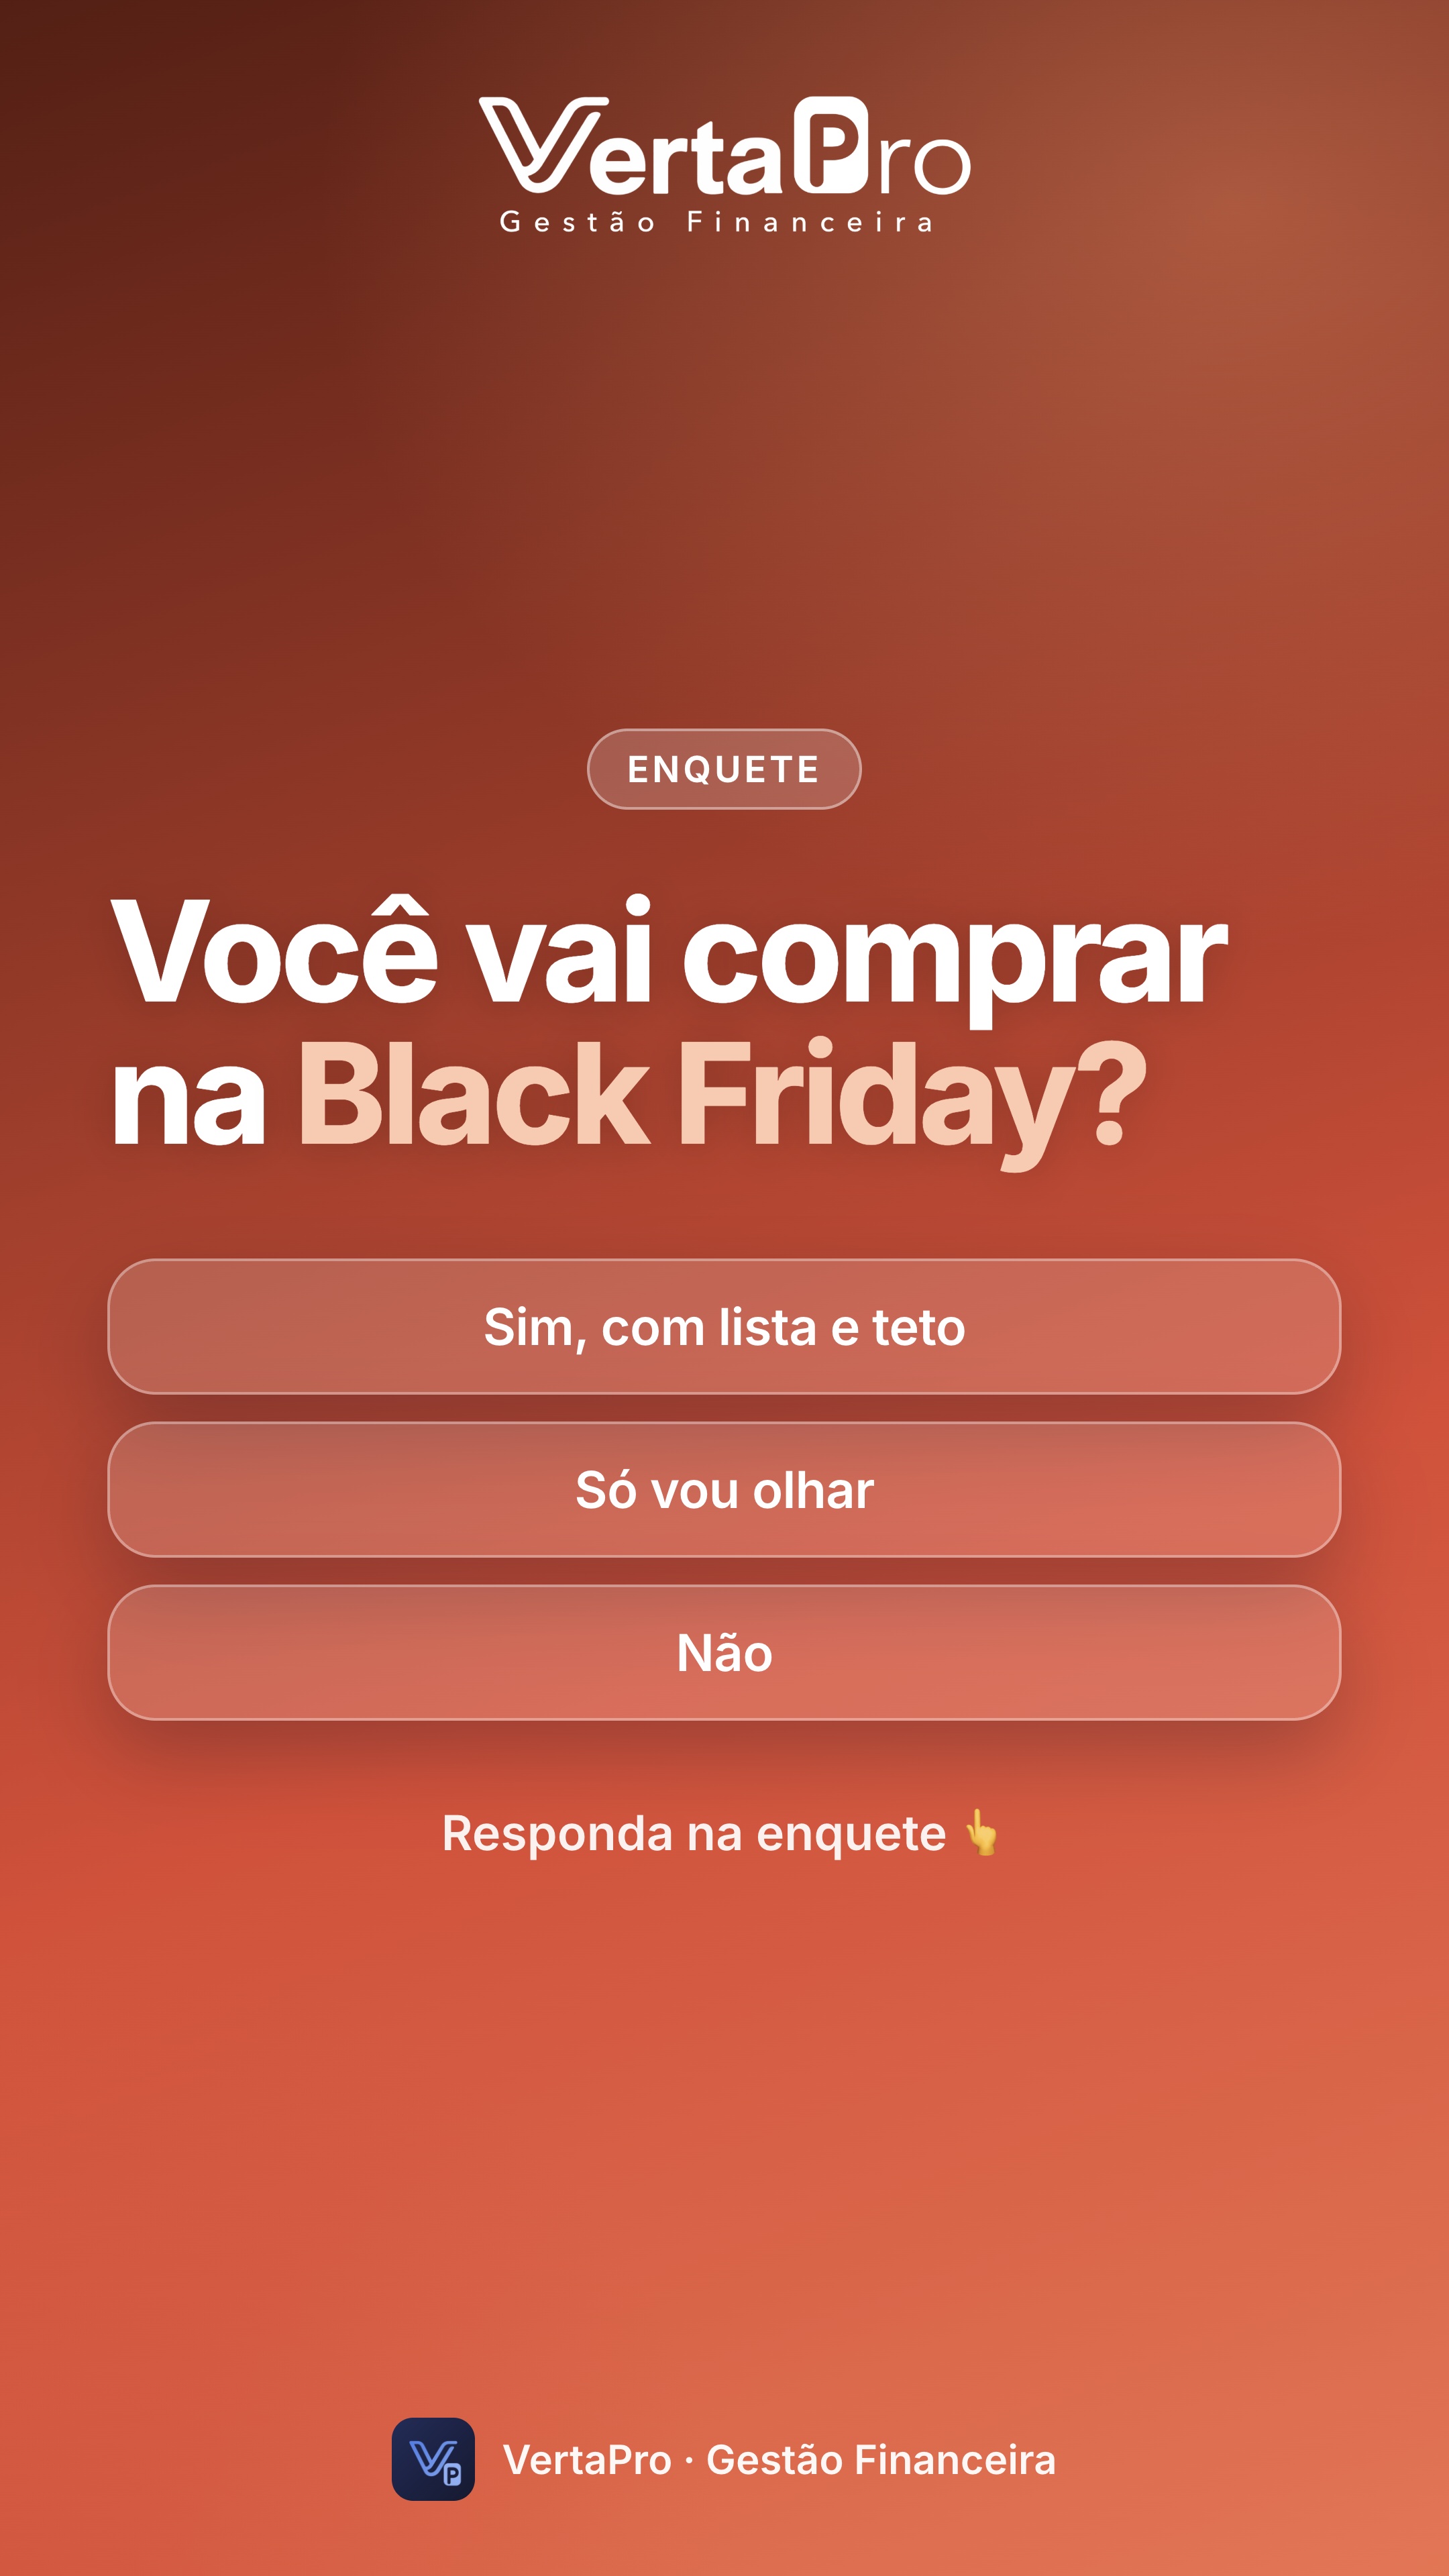 VertaPro
Gestão Financeira
ENQUETE
Você vai comprar
na Black Friday?
Sim, com lista e teto
Só vou olhar
Não
Responda na enquete 👆
VP
VertaPro · Gestão Financeira